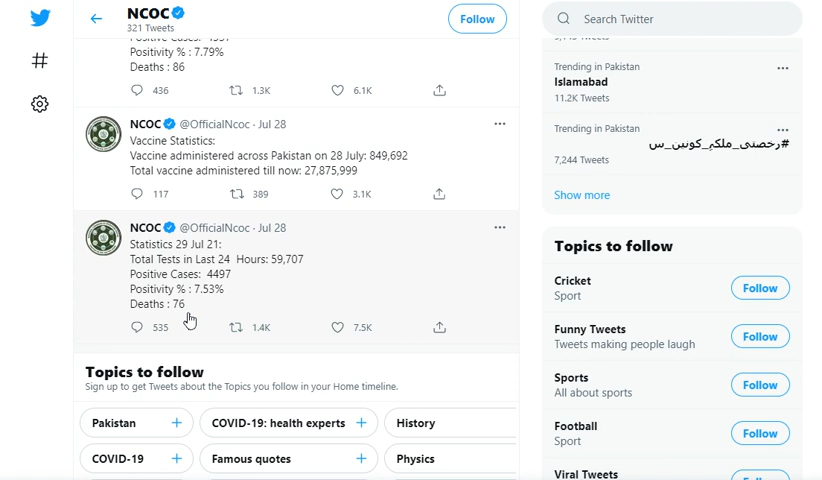 NCOC
321 Tweets
Follow
Search Twitter
Positivity % : 7.79%
Deaths : 86
436 1.3K 6.1K
NCOC @OfficialNcoc · Jul 28
Vaccine Statistics:
Vaccine administered across Pakistan on 28 July: 849,692
Total vaccine administered till now: 27,875,999
117 389 3.1K
NCOC @OfficialNcoc · Jul 28
Statistics 29 Jul 21:
Total Tests in Last 24 Hours: 59,707
Positive Cases: 4497
Positivity % : 7.53%
Deaths : 76
535 1.4K 7.5K
Topics to follow
Sign up to get Tweets about the Topics you follow in your Home timeline.
Pakistan +
COVID-19: health experts +
History
COVID-19 +
Famous quotes +
Physics
Trending in Pakistan
Islamabad
11.2K Tweets
Trending in Pakistan
#رخصتی_ملکہِ_کونین_س
7,244 Tweets
Show more
Topics to follow
Cricket
Sport
Follow
Funny Tweets
Tweets making people laugh
Follow
Sports
All about sports
Follow
Football
Sport
Follow
Viral Tweets